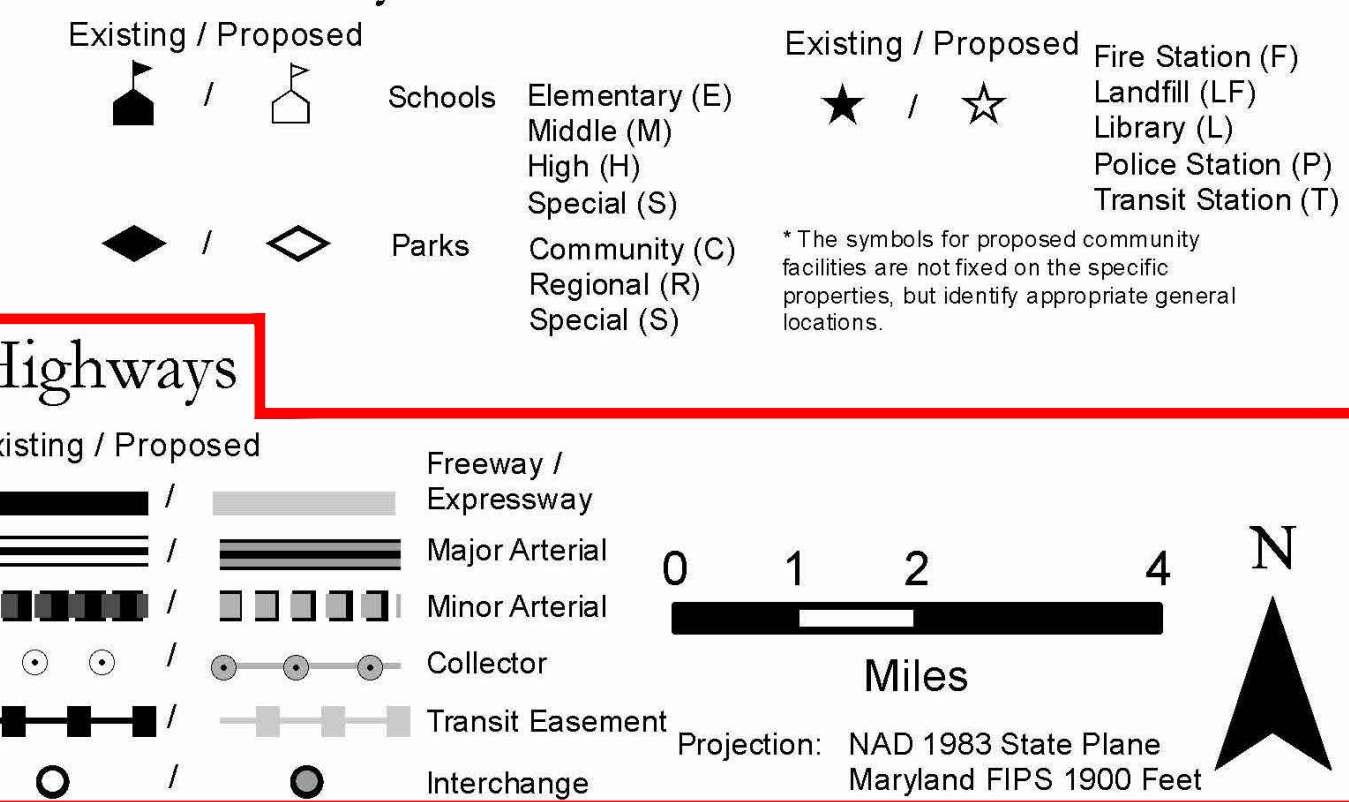 Existing / Proposed
/
Schools
Elementary (E)
Middle (M)
High (H)
Special (S)
/
Parks
Community (C)
Regional (R)
Special (S)
Existing / Proposed
/
Fire Station (F)
Landfill (LF)
Library (L)
Police Station (P)
Transit Station (T)
* The symbols for proposed community
facilities are not fixed on the specific
properties, but identify appropriate general
locations.
Highways
xisting / Proposed
/
Freeway /
Expressway
/
Major Arterial
/
Minor Arterial
/
Collector
/
Transit Easement
/
Interchange
0 1 2 4
Miles
Projection: NAD 1983 State Plane
Maryland FIPS 1900 Feet
N